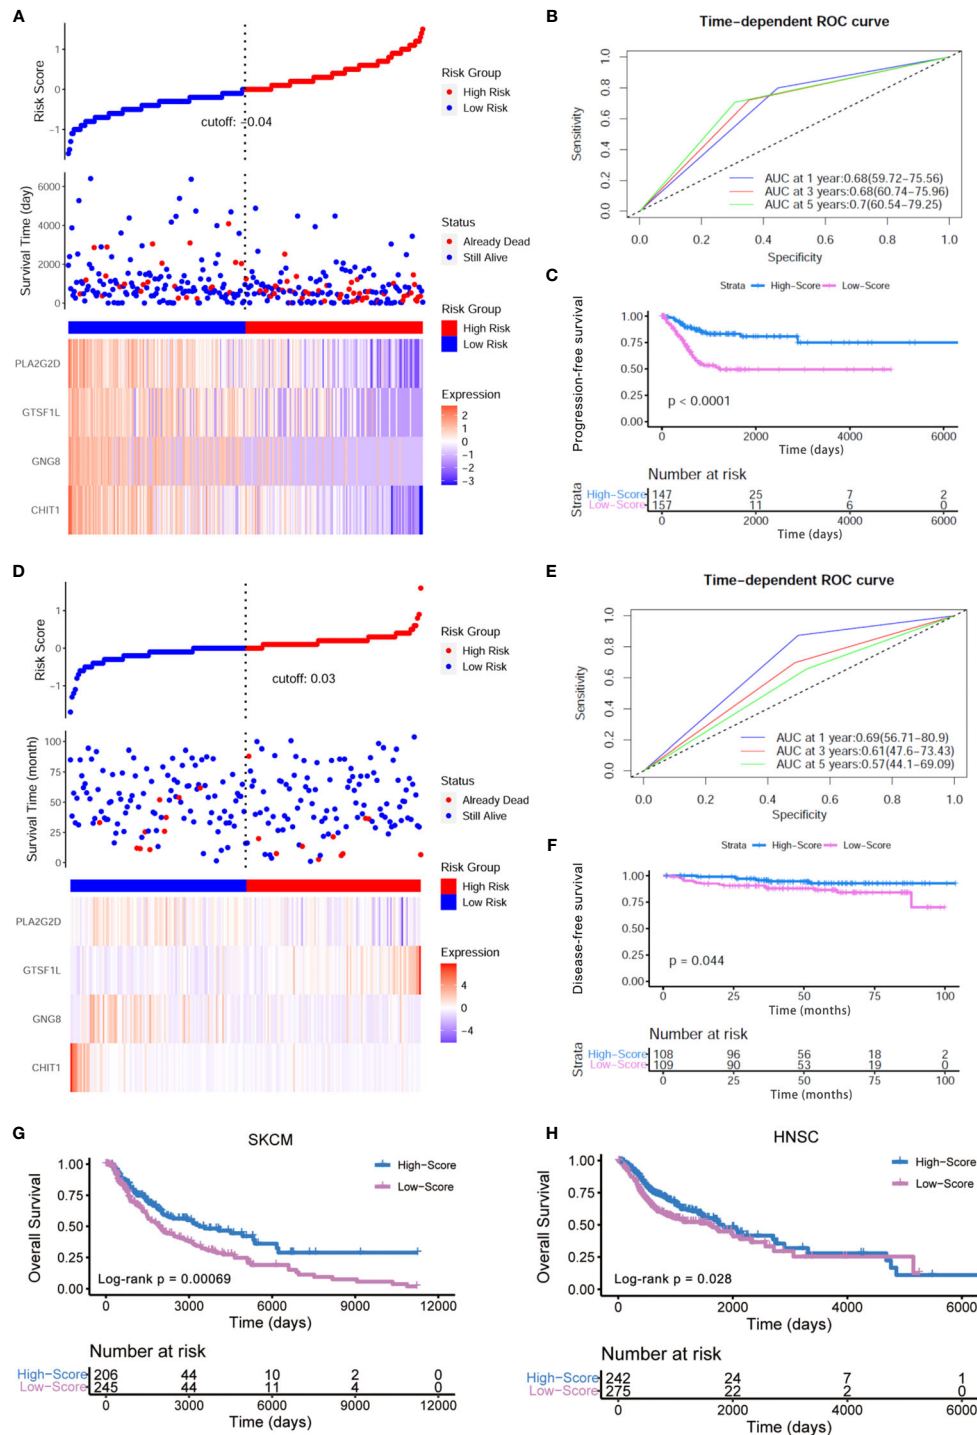 A
Risk Score
1
0
−1
cutoff: −0.04
Risk Group
High Risk
Low Risk
Survival Time (day)
6000
4000
2000
0
Status
Already Dead
Still Alive
Risk Group
High Risk
Low Risk
PLA2G2D
GTSF1L
GNG8
CHIT1
Expression
2
1
0
−1
−2
−3
B
Time−dependent ROC curve
Sensitivity
1.0
0.8
0.6
0.4
0.2
0.0
AUC at 1 year:0.68(59.72−75.56)
AUC at 3 years:0.68(60.74−75.96)
AUC at 5 years:0.7(60.54−79.25)
0.0 0.2 0.4 0.6 0.8 1.0
Specificity
C
Strata High−Score Low−Score
Progression−free survival
1.00
0.75
0.50
0.25
0.00
p < 0.0001
0 2000 4000 6000
Time (days)
Number at risk
Strata
High−Score 147 25 7 2
Low−Score 157 11 6 0
0 2000 4000 6000
Time (days)
D
Risk Score
1
0
−1
cutoff: 0.03
Risk Group
High Risk
Low Risk
Survival Time (month)
100
75
50
25
0
Status
Already Dead
Still Alive
Risk Group
High Risk
Low Risk
PLA2G2D
GTSF1L
GNG8
CHIT1
Expression
4
0
−4
E
Time−dependent ROC curve
Sensitivity
1.0
0.8
0.6
0.4
0.2
0.0
AUC at 1 year:0.69(56.71−80.9)
AUC at 3 years:0.61(47.6−73.43)
AUC at 5 years:0.57(44.1−69.09)
0.0 0.2 0.4 0.6 0.8 1.0
Specificity
F
Strata High−Score Low−Score
Disease−free survival
1.00
0.75
0.50
0.25
0.00
p = 0.044
0 25 50 75 100
Time (months)
Number at risk
Strata
High−Score 108 96 56 18 2
Low−Score 109 90 53 19 0
0 25 50 75 100
Time (months)
G
SKCM
Overall Survival
1.00
0.75
0.50
0.25
0.00
High−Score
Low−Score
Log−rank p = 0.00069
0 3000 6000 9000 12000
Time (days)
Number at risk
High−Score 206 44 10 2 0
Low−Score 245 44 11 4 0
0 3000 6000 9000 12000
Time (days)
H
HNSC
Overall Survival
1.00
0.75
0.50
0.25
0.00
High−Score
Low−Score
Log−rank p = 0.028
0 2000 4000 6000
Time (days)
Number at risk
High−Score 242 24 7 1
Low−Score 275 22 2 0
0 2000 4000 6000
Time (days)